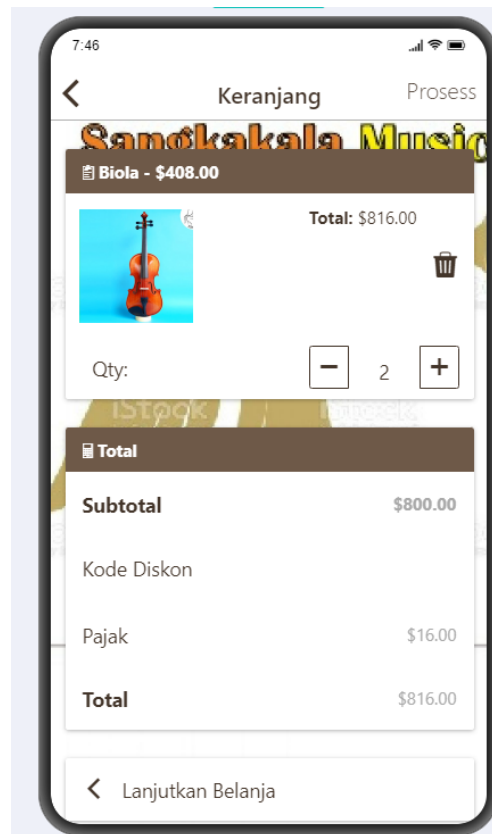 7:46
Keranjang
Prosess
Sangkakala Music
Biola - $408.00
Total: $816.00
Qty:
2
iStock
Total
Subtotal
$800.00
Kode Diskon
Pajak
$16.00
Total
$816.00
Lanjutkan Belanja